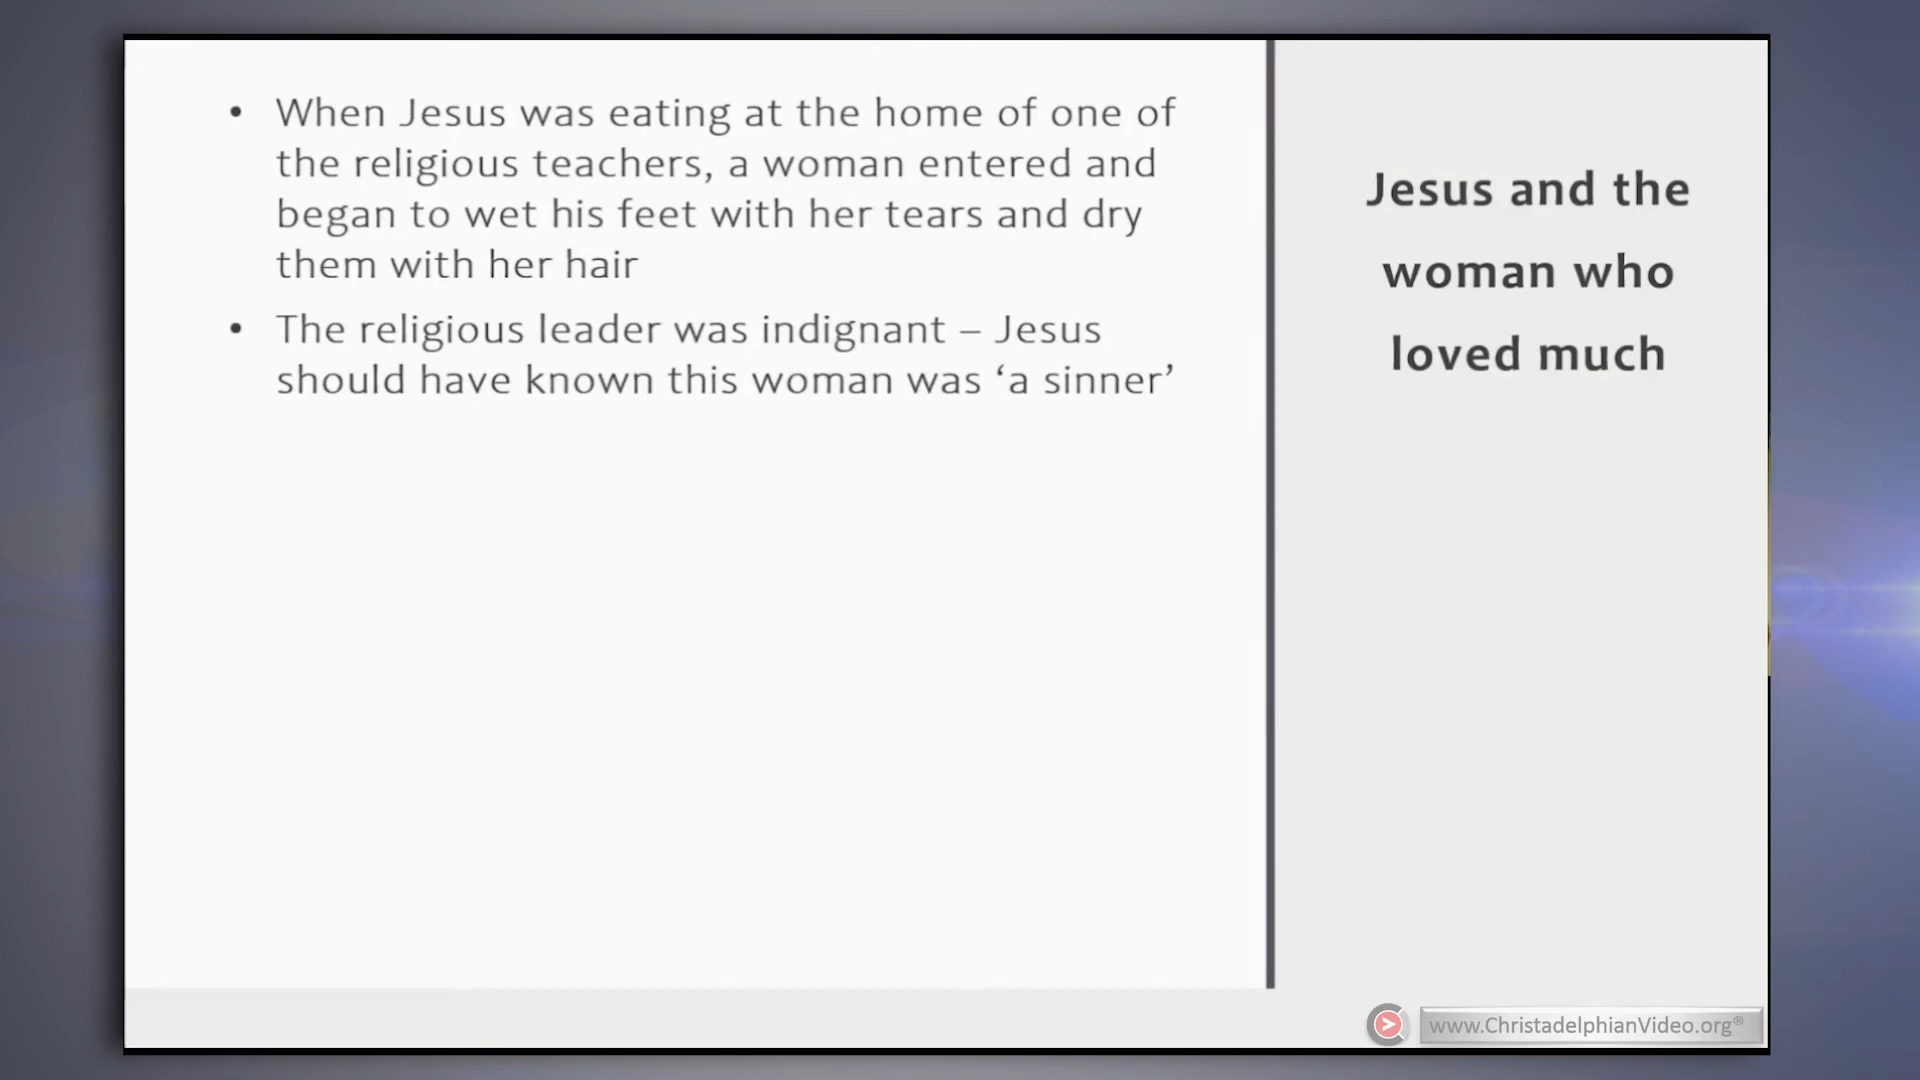 • When Jesus was eating at the home of one of
the religious teachers, a woman entered and
began to wet his feet with her tears and dry
them with her hair
• The religious leader was indignant – Jesus
should have known this woman was ‘a sinner’
Jesus and the
woman who
loved much
www.ChristadelphianVideo.org®